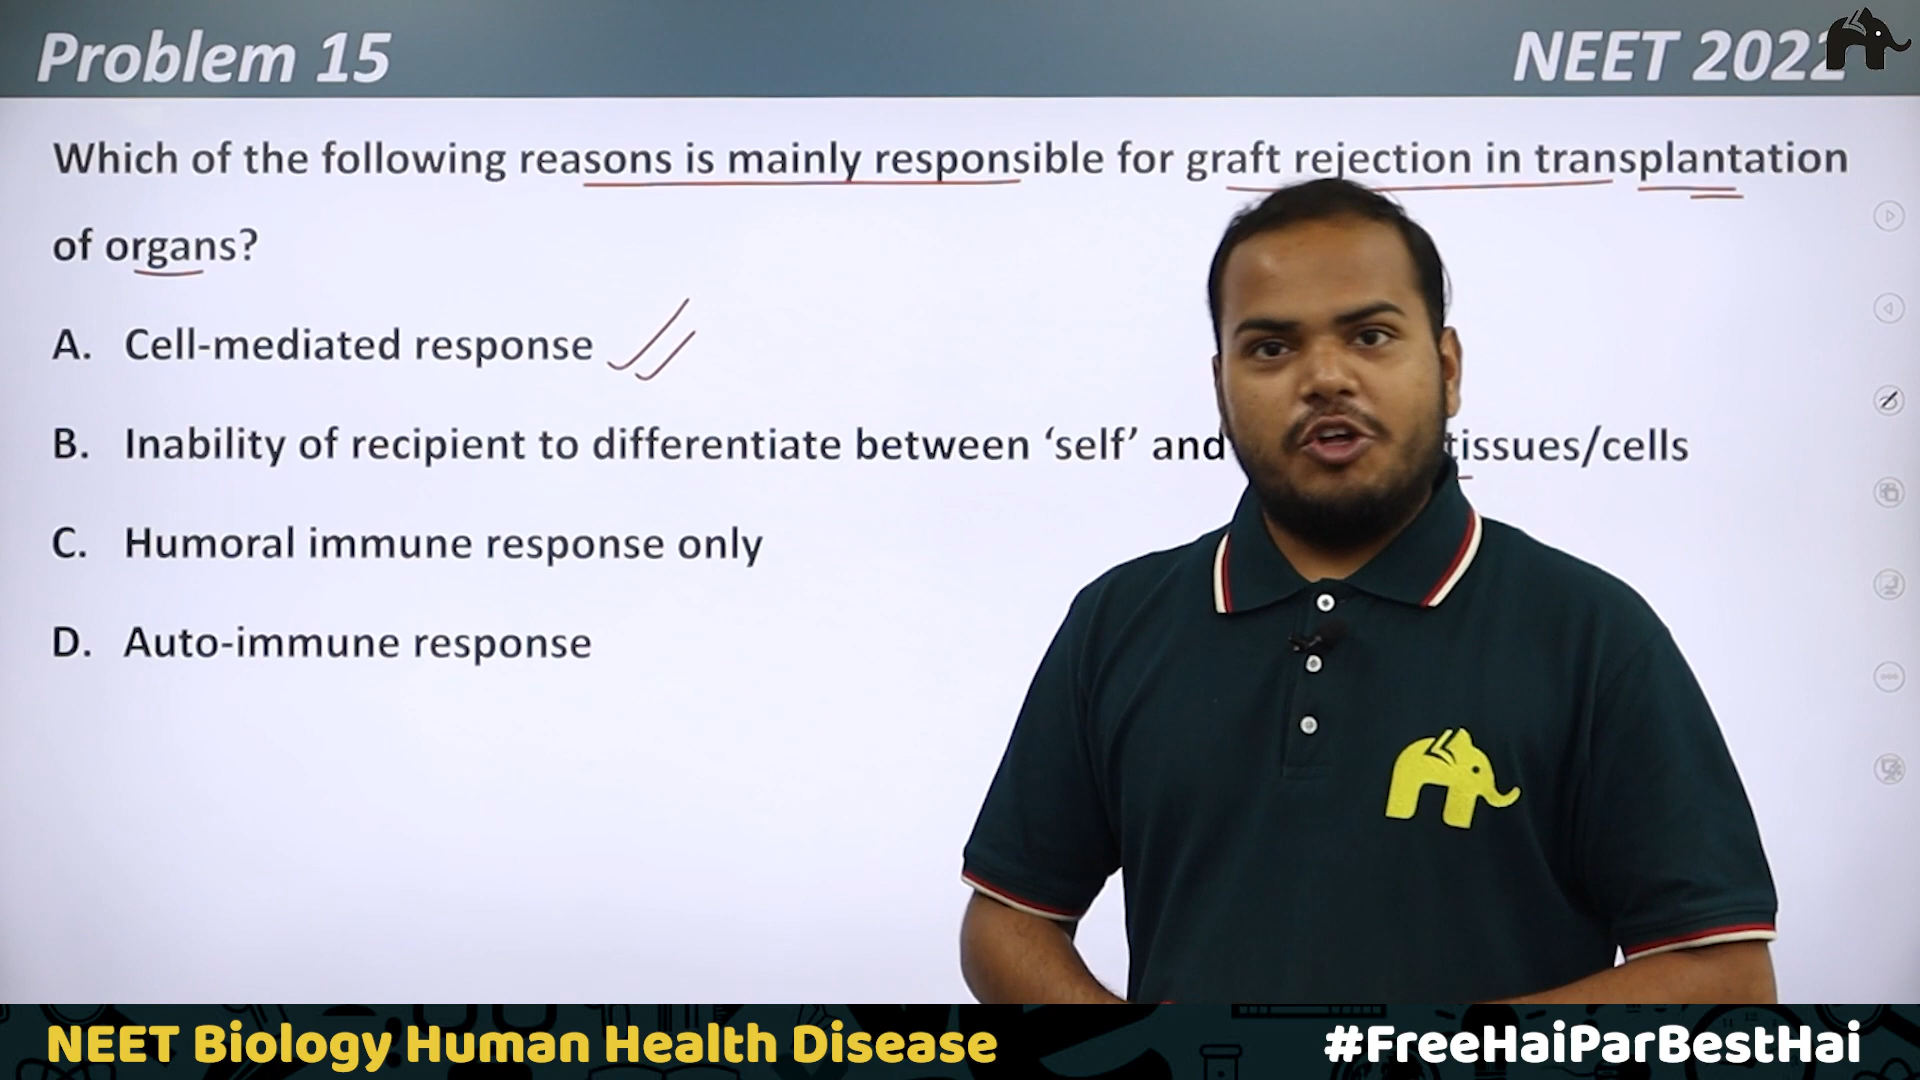 Problem 15
NEET 2022
Which of the following reasons is mainly responsible for graft rejection in transplantation
of organs?
A. Cell-mediated response
B. Inability of recipient to differentiate between ‘self’ and tissues/cells
C. Humoral immune response only
D. Auto-immune response
NEET Biology Human Health Disease
#FreeHaiParBestHai